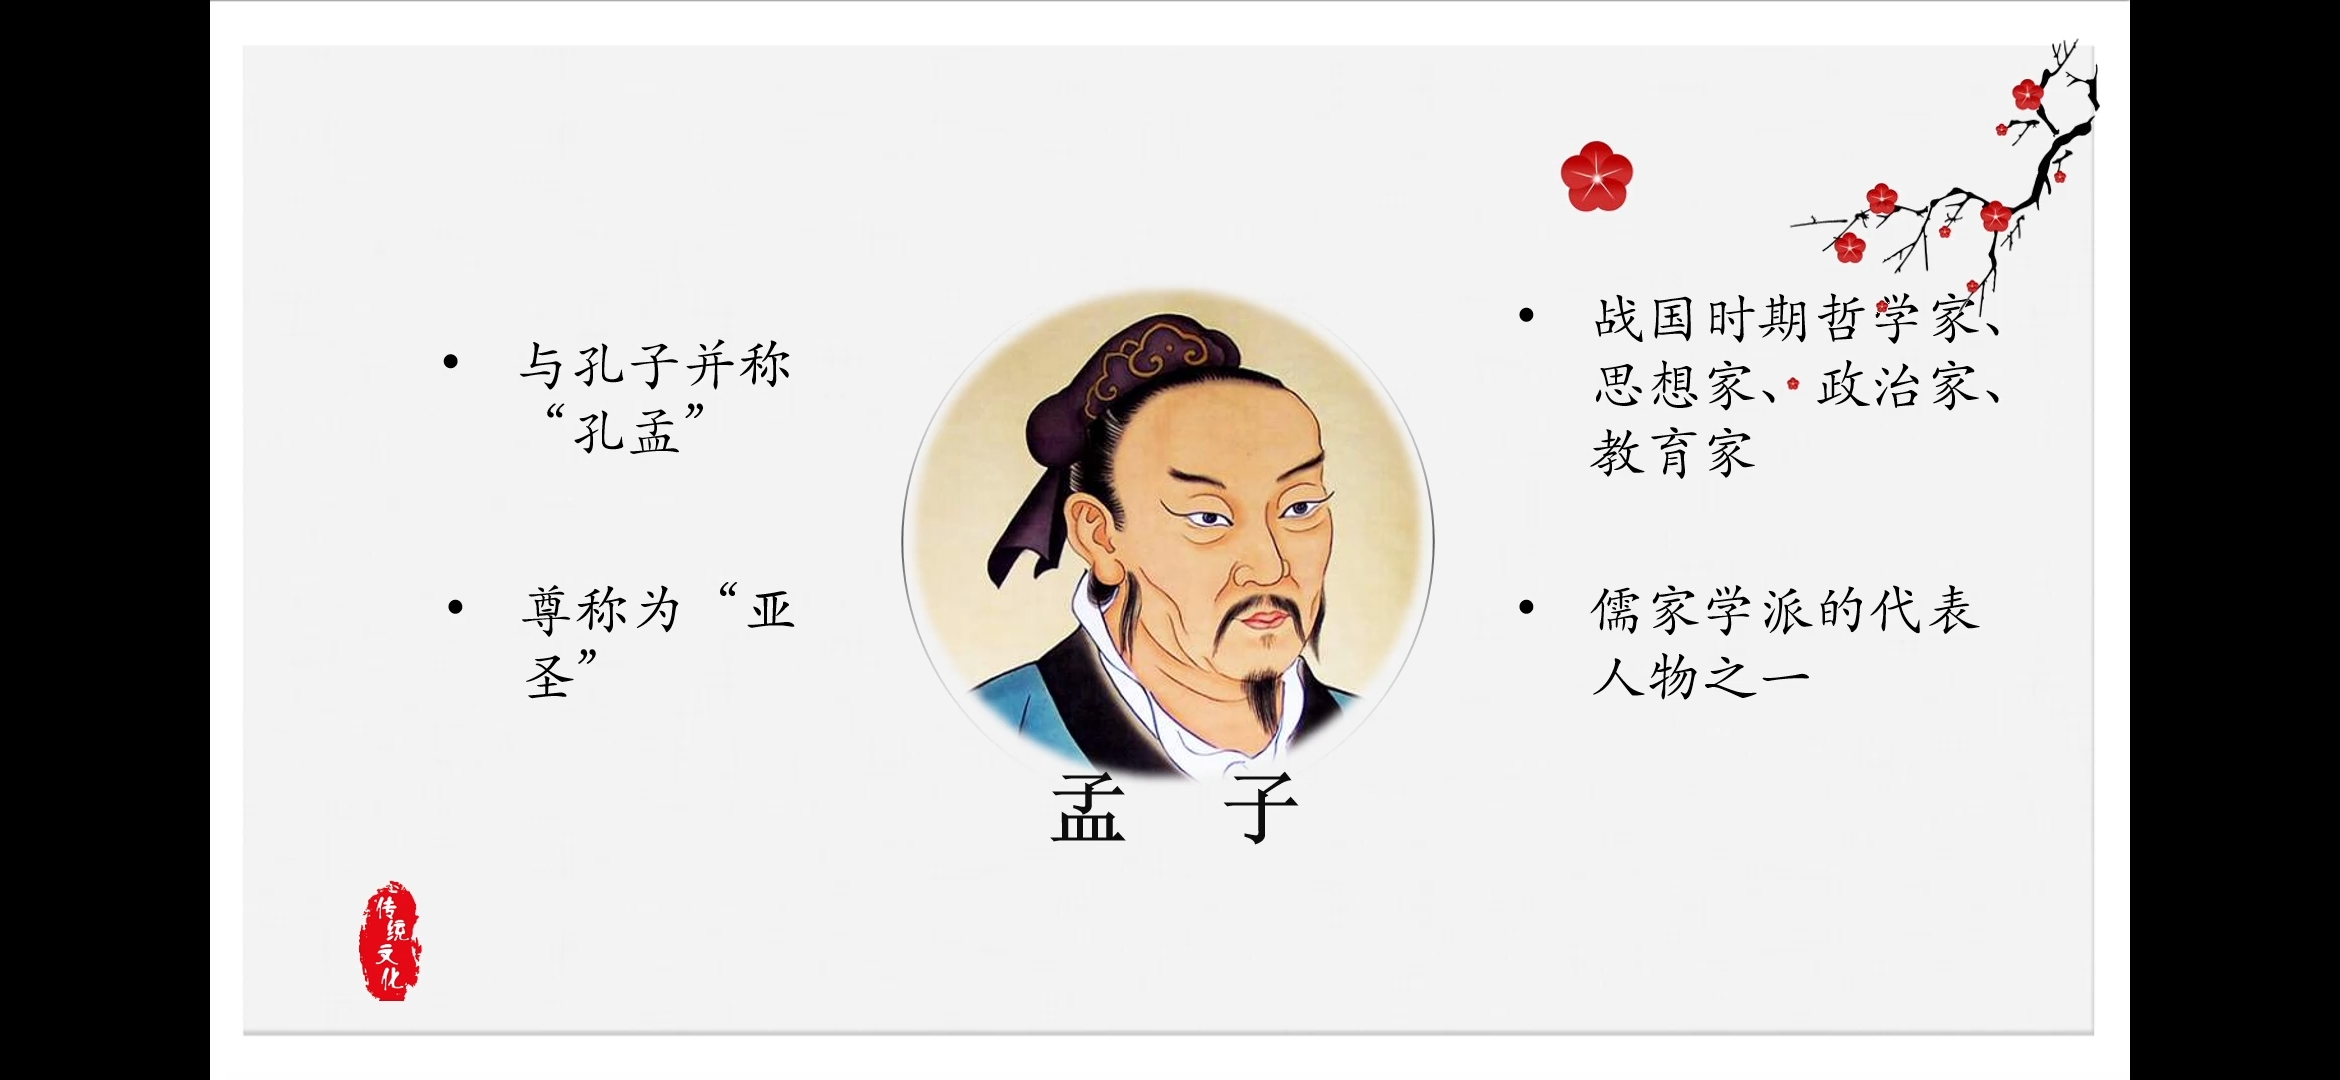 与孔子并称
“孔孟”
尊称为“亚
圣”
战国时期哲学家、
思想家、政治家、
教育家
儒家学派的代表
人物之一
孟 子
传统文化